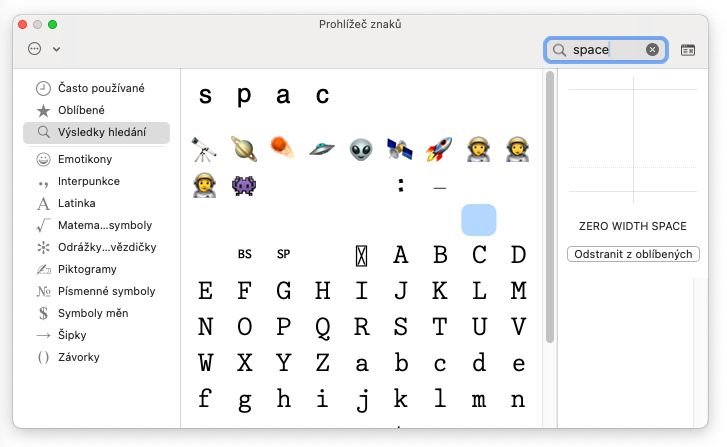 Prohlížeč znaků
space
Často používané
Oblíbené
Výsledky hledání
Emotikony
Interpunkce
Latinka
Matema...symboly
Odrážky...vězdičky
Piktogramy
Písmenné symboly
Symboly měn
Šipky
Závorky
s p a c
: _
BS SP A B C D
E F G H I J K L M
N O P Q R S T U V
W X Y Z a b c d e
f g h i j k l m n
ZERO WIDTH SPACE
Odstranit z oblíbených